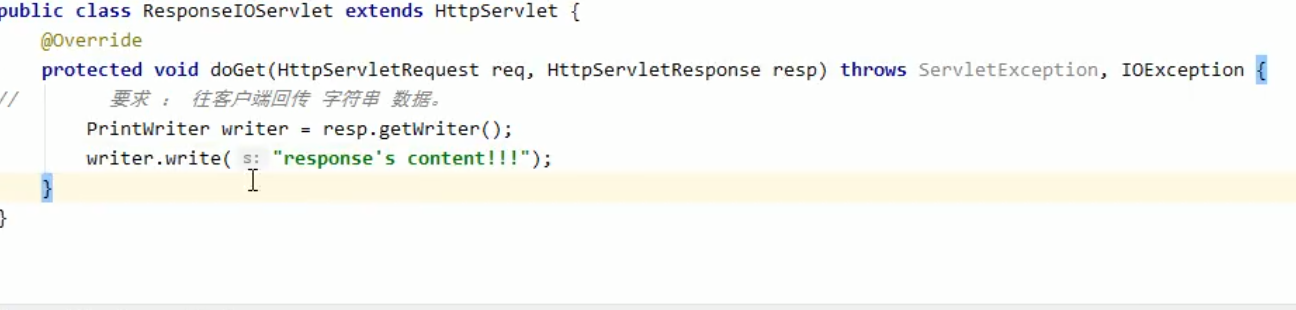 public class ResponseIOServlet extends HttpServlet {
@Override
protected void doGet(HttpServletRequest req, HttpServletResponse resp) throws ServletException, IOException {
// 要求 : 往客户端回传 字符串 数据。
PrintWriter writer = resp.getWriter();
writer.write( s: "response's content!!!");
}
}